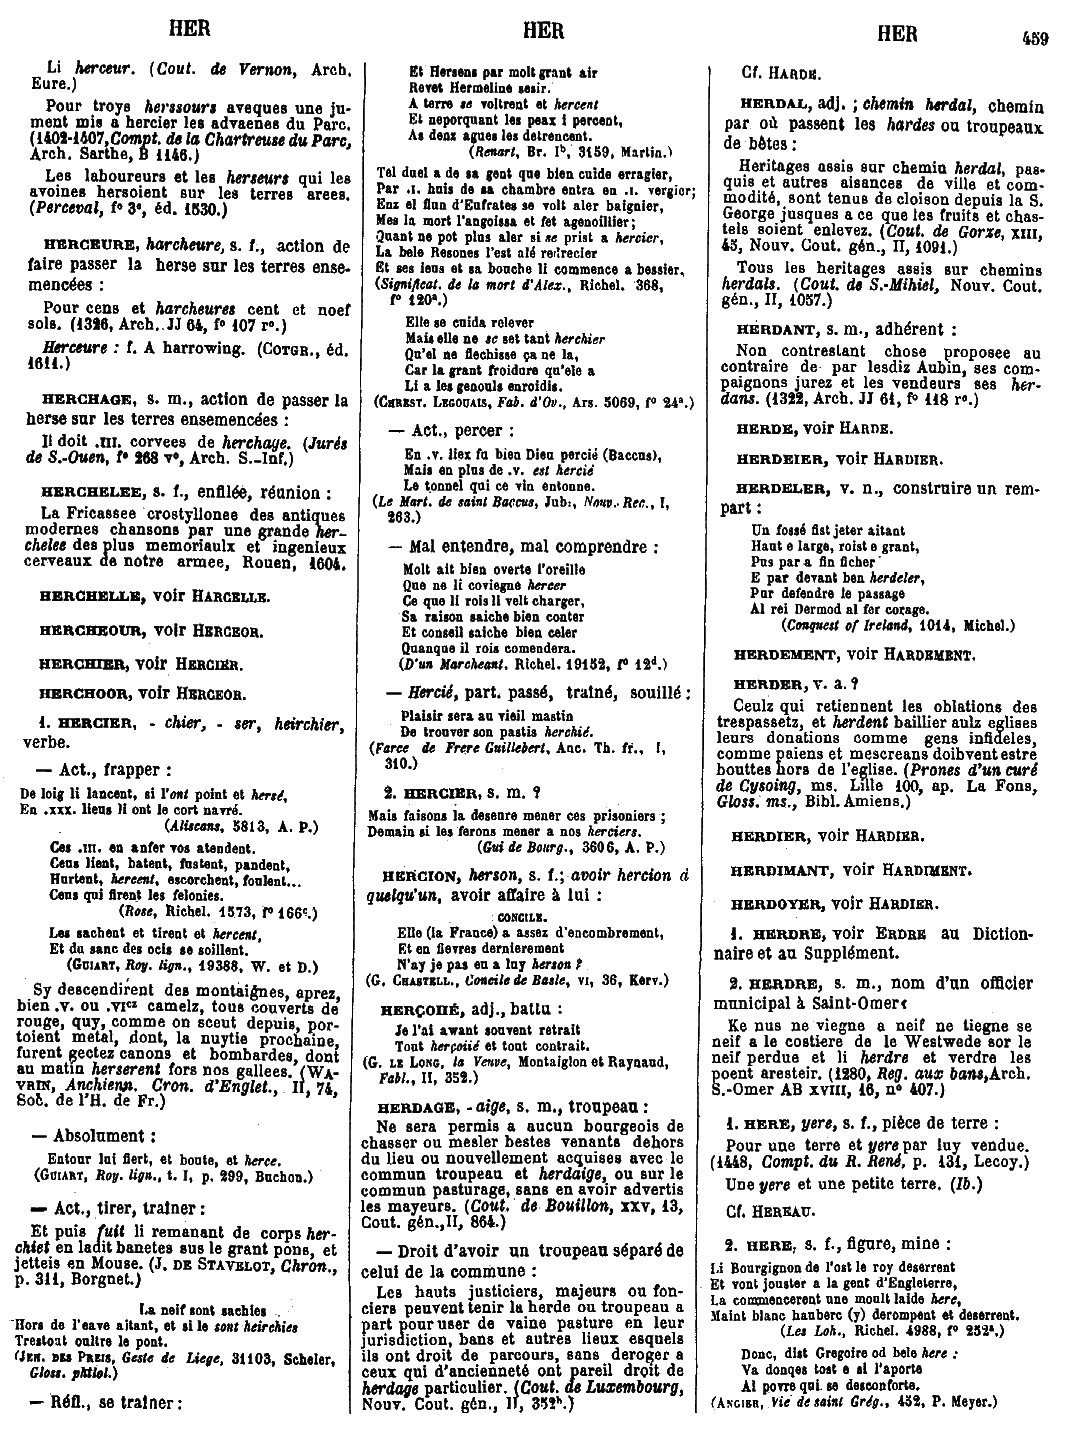 HER
HER
HER
459
Li herceur. (Cout. de Vernon, Arch.
Eure.)
Pour troys herssours aveques une ju-
ment mis a hercier les advaenes du Parc.
(1402-1507, Compt. de la Chartreuse du Parc,
Arch. Sarthe, B 1146.)
Les laboureurs et les herseurs qui les
avoines hersoient sur les terres arees.
(Perceval, fº 3ª, éd. 1530.)
HERCEURE, harcheure, s. f., action de
faire passer la herse sur les terres ense-
mencées :
Pour cens et harcheures cent et noef
sols. (1326, Arch. JJ 64, fº 107 rº.)
Herceure : f. A harrowing. (COTGR., éd.
1611.)
HERCHAGE, s. m., action de passer la
herse sur les terres ensemencées :
Il doit .III. corvees de herchage. (Jurés
de S.-Ouen, fº 268 vº, Arch. S.-Inf.)
HERCHELEE, s. f., enfilée, réunion :
La Fricassee crostyllonee des antiques
modernes chansons par une grande her-
chelee des plus memoriaulx et ingenieux
cerveaux de notre armee, Rouen, 1604.
HERCHELLE, voir HARCELLE.
HERCHEOUR, voir HERCEOR.
HERCHIER, voir HERCIER.
HERCHOOR, voir HERCEOR.
1. HERCIER, - chier, - ser, heirchier,
verbe.
— Act., frapper :
De loig li lancent, si l'ont point et hersé,
En .xxx. lieus li ont le cort navré.
(Aliscans, 5813, A. P.)
Ces .III. en anfer vos atendent.
Ceus lient, batent, fustent, pandent,
Hurtent, hercent, escorchent, foulent...
Ceus qui firent les felonies.
(Rose, Richel. 1573, fº 166ᶜ.)
Les sachent et tirent et hercent,
Et du sanc des ocis se soillent.
(GUIART, Roy. lign., 19388, W. et D.)
Sy descendirent des montaignes, aprez,
bien .v. ou .vıᶜᶻ camelz, tous couverts de
rouge, quy, comme on sceut depuis, por-
toient metal, dont, la nuytie prochaine,
furent gectez canons et bombardes, dont
au matin herserent fors nos gallees. (WA-
VRIN, Anchienn. Cron. d'Englet., II, 74,
Soc. de l'H. de Fr.)
— Absolument :
Entour lui fiert, et boute, et herce.
(GUIART, Roy. lign., t. I, p. 299, Buchon.)
— Act., tirer, trainer :
Et puis fuit li remanant de corps her-
chiet en ladit banetes sus le grant pons, et
jetteis en Mouse. (J. DE STAVELOT, Chron.,
p. 311, Borgnet.)
La neif sont sachies
Hors de l'eave aitant, et si le sont heirchies
Trestout oultre le pont.
(JEH. DES PREIS, Geste de Liege, 31103, Scheler,
Gloss. philol.)
— Réfl., se traîner :
Et Hersens par molt grant air
Revet Hermeline sesir.
A terre se voltrent et hercent
Et neporquant les peax i percent,
As denz agues les detrencent.
(Renart, Br. Iᵇ, 3159, Martin.)
Tel duel a de sa gent que bien cuide erragier,
Par .I. huis de sa chambre entra en .I. vergier;
Enz el flun d'Eufrates se volt aler baignier,
Mes la mort l'angoissa et fet agenoillier;
Quant ne pot plus aler si se prist a hercier,
La bele Resones l'est alé redrecier
Et ses ieus et sa bouche li commence a bessier,
(Significat. de la mort d'Alex., Richel. 368,
fº 120ª.)
Elle se cuida relever
Mais elle ne se set tant herchier
Qu'el ne flechisse ça ne la,
Car la grant froidure qu'ele a
Li a les genouls enroidis.
(CHREST. LEGOUAIS, Fab. d'Ov., Ars. 5069, fº 24ª.)
— Act., percer :
En .v. liex fu bien Dieu percié (Baccus),
Mais en plus de .v. est hercié
Le tonnel qui ce vin entonne.
(Le Mart. de saint Baccus, Jub., Nouv. Rec., I,
263.)
— Mal entendre, mal comprendre :
Molt ait bien overte l'oreille
Que ne li coviegne hercer
Ce que li rois li velt charger,
Sa raison saiche bien conter
Et conseil saiche bien celer
Quanque il rois comendera.
(D'un Marcheant, Richel. 19152, fº 12ᵈ.)
— Hercié, part. passé, traîné, souillé :
Plaisir sera au vieil mastin
De trouver son pastis herchié.
(Farce de Frere Guillebert, Anc. Th. fr., I,
310.)
2. HERCIER, s. m. ?
Mais faisons la desenre mener ces prisoniers ;
Demain si les ferons mener a nos herciers.
(Gui de Bourg., 3606, A. P.)
HERCION, herson, s. f.; avoir hercion à
quelqu'un, avoir affaire à lui :
CONCILE.
Elle (la France) a assez d'encombrement,
Et en fievres dernierement
N'ay je pas eu a luy herson ?
(G. CHASTELL., Concile de Basle, VI, 36, Kerv.)
HERÇOIIÉ, adj., battu :
Je l'ai awant souvent retrait
Tout herçoiié et tout contrait.
(G. LE LONG, la Veuve, Montaiglon et Raynaud,
Fabl., II, 352.)
HERDAGE, -aige, s. m., troupeau :
Ne sera permis a aucun bourgeois de
chasser ou mesler bestes venants dehors
du lieu ou nouvellement acquises avec le
commun troupeau et herdaige, ou sur le
commun pasturage, sans en avoir advertis
les mayeurs. (Cout. de Bouillon, XXV, 13,
Cout. gén., II, 864.)
— Droit d'avoir un troupeau séparé de
celui de la commune :
Les hauts justiciers, majeurs ou fon-
ciers peuvent tenir la herde ou troupeau a
part pour user de vaine pasture en leur
jurisdiction, bans et autres lieux esquels
ils ont droit de parcours, sans deroger a
ceux qui d'ancienneté ont pareil droit de
herdage particulier. (Cout. de Luxembourg,
Nouv. Cout. gén., II, 352ᵇ.)
Cf. HARDE.
HERDAL, adj. ; chemin herdal, chemin
par où passent les hardes ou troupeaux
de bêtes :
Heritages assis sur chemin herdal, pas-
quis et autres aisances de ville et com-
modité, sont tenus de cloison depuis la S.
George jusques a ce que les fruits et chas-
tels soient enlevez. (Cout. de Gorze, XIII,
45, Nouv. Cout. gén., II, 1091.)
Tous les heritages assis sur chemins
herdals. (Cout. de S.-Mihiel, Nouv. Cout.
gén., II, 1057.)
HERDANT, s. m., adhérent :
Non contrestant chose proposee au
contraire de par lesdiz Aubin, ses com-
paignons jurez et les vendeurs ses her-
dans. (1322, Arch. JJ 61, fº 118 rº.)
HERDE, voir HARDE.
HERDEIER, voir HARDIER.
HERDELER, v. n., construire un rem-
part :
Un fossé fist jeter aitant
Haut e large, roist e grant,
Pus par a fin ficher
E par devant ben herdeler,
Pur defendre le passage
Al rei Dermod al fer corage.
(Conquest of Ireland, 1014, Michel.)
HERDEMENT, voir HARDEMENT.
HERDER, v. a. ?
Ceulz qui retiennent les oblations des
trespassetz, et herdent baillier aulz eglises
leurs donations comme gens infideles,
comme paiens et mescreans doibvent estre
bouttes hors de l'eglise. (Prones d'un curé
de Cysoing, ms. Lille 100, ap. La Fons,
Gloss. ms., Bibl. Amiens.)
HERDIER, voir HARDIER.
HERDIMANT, voir HARDIMENT.
HERDOYER, voir HARDIER.
1. HERDRE, voir ERDRE au Diction-
naire et au Supplément.
2. HERDRE, s. m., nom d'un officier
municipal à Saint-Omer
Ke nus ne viegne a neif ne tiegne se
neif a le costiere de le Westwede sor le
neif perdue et li herdre et verdre les
poent aresteir. (1280, Reg. aux bans, Arch.
S.-Omer AB XVIII, 16, nº 407.)
1. HERE, yere, s. f., pièce de terre :
Pour une terre et yere par luy vendue.
(1448, Compt. du R. René, p. 131, Lecoy.)
Une yere et une petite terre. (Ib.)
Cf. HEREAU.
2. HERE, s. f., figure, mine :
Li Bourgignon de l'ost le roy deserrent
Et vont jouster a la gent d'Engleterre,
La commencerent une moult laide here,
Maint blanc hauberc (y) derompent et deserrent.
(Les Loh., Richel. 4988, fº 252ª.)
Donc, dist Gregoire od bele here :
Va donqes tost e si l'aporte
Al povre qui se desconforte.
(ANGIER, Vie de saint Grég., 452, P. Meyer.)